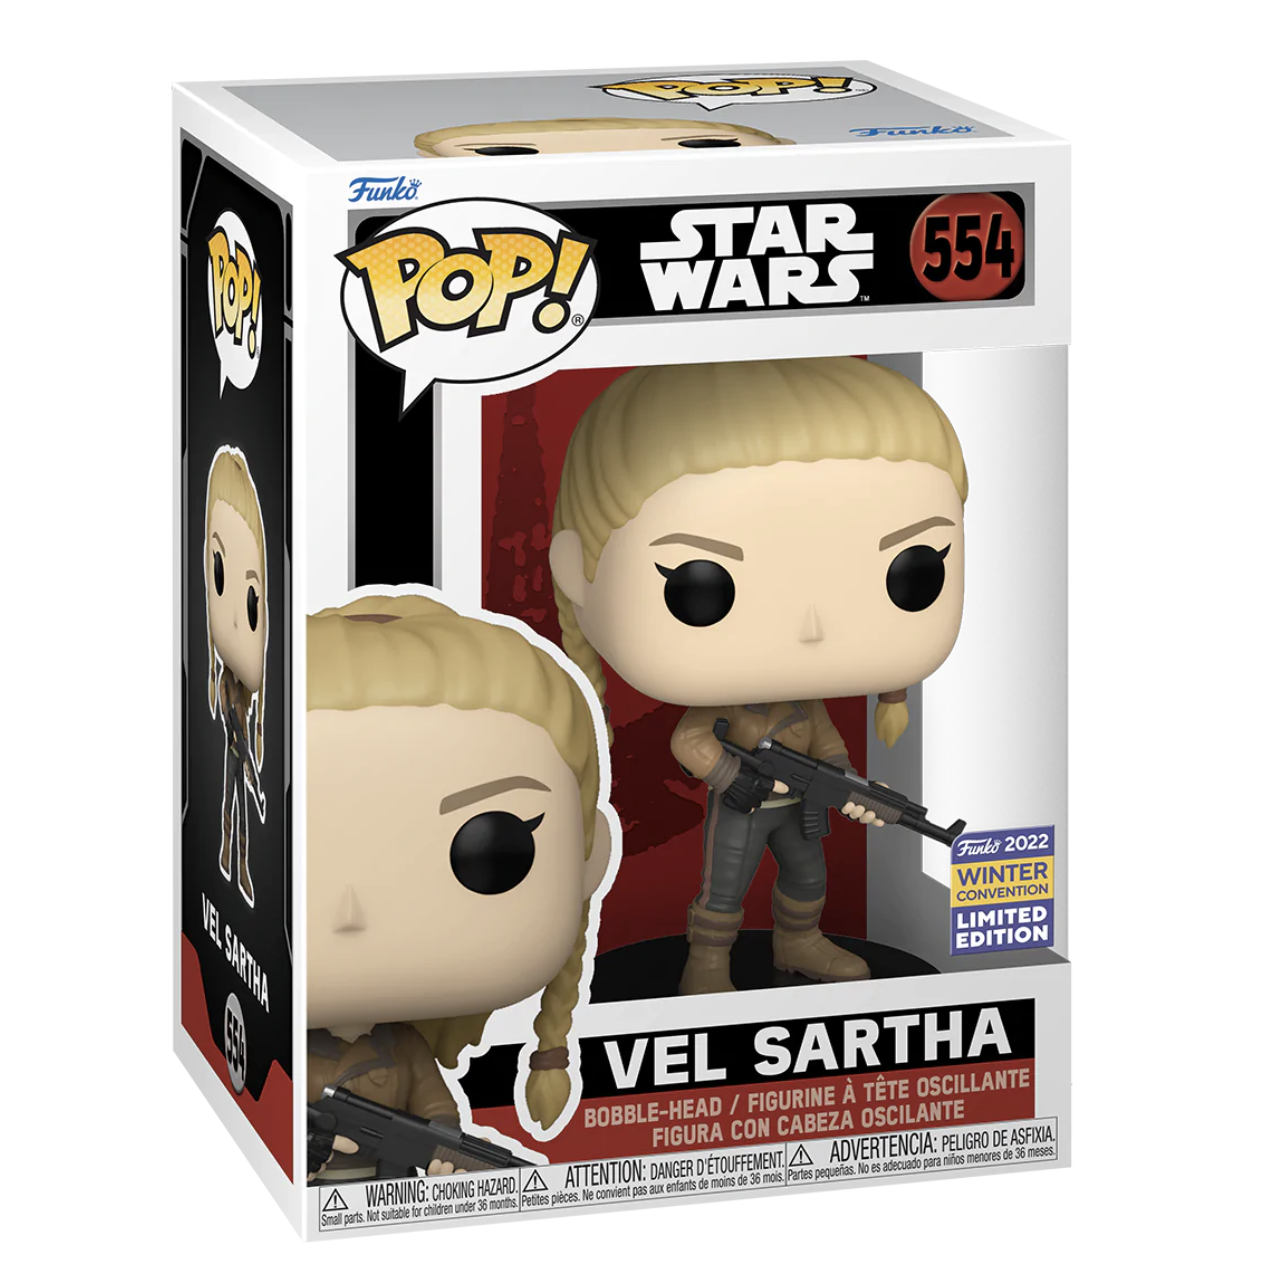 POP!
Funko
Funko
POP!®
STAR
WARS™
554
POP!
VEL SARTHA
554
Funko 2022
WINTER
CONVENTION
LIMITED
EDITION
VEL SARTHA
BOBBLE-HEAD / FIGURINE À TÊTE OSCILLANTE
FIGURA CON CABEZA OSCILANTE
WARNING: CHOKING HAZARD.
Small parts. Not suitable for children under 36 months.
ATTENTION: DANGER D'ÉTOUFFEMENT.
Petites pièces. Ne convient pas aux enfants de moins de 36 mois.
ADVERTENCIA: PELIGRO DE ASFIXIA.
Partes pequeñas. No es adecuado para niños menores de 36 meses.